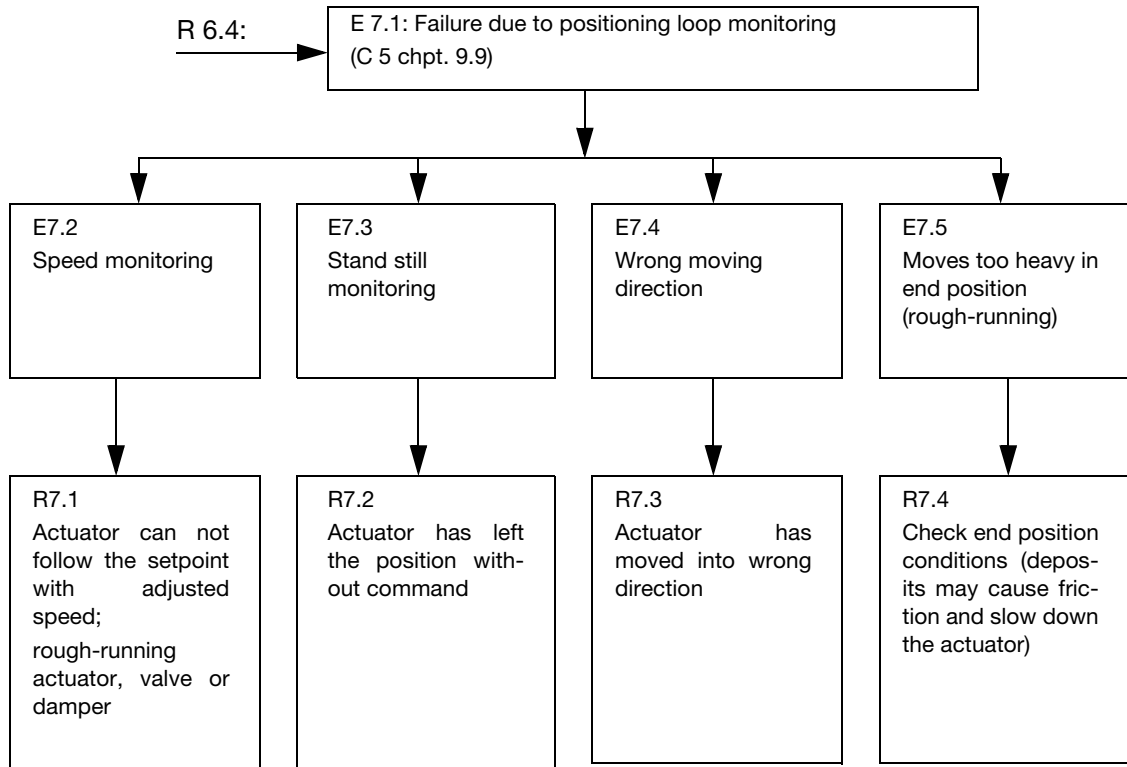 R 6.4:
E 7.1: Failure due to positioning loop monitoring
(C 5 chpt. 9.9)
E7.2
Speed monitoring
E7.3
Stand still
monitoring
E7.4
Wrong moving
direction
E7.5
Moves too heavy in
end position
(rough-running)
R7.1
Actuator can not
follow the setpoint
with adjusted
speed;
rough-running
actuator, valve or
damper
R7.2
Actuator has left
the position with-
out command
R7.3
Actuator has
moved into wrong
direction
R7.4
Check end position
conditions (depos-
its may cause fric-
tion and slow down
the actuator)